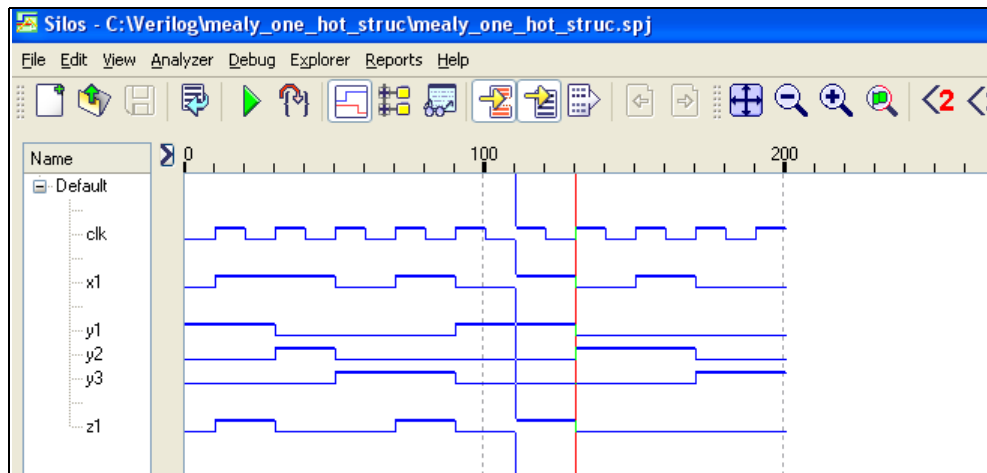 Silos - C:\Verilog\mealy_one_hot_struc\mealy_one_hot_struc.spj
File Edit View Analyzer Debug Explorer Reports Help
2
Name 0 100 200
Default
clk
x1
y1
y2
y3
z1